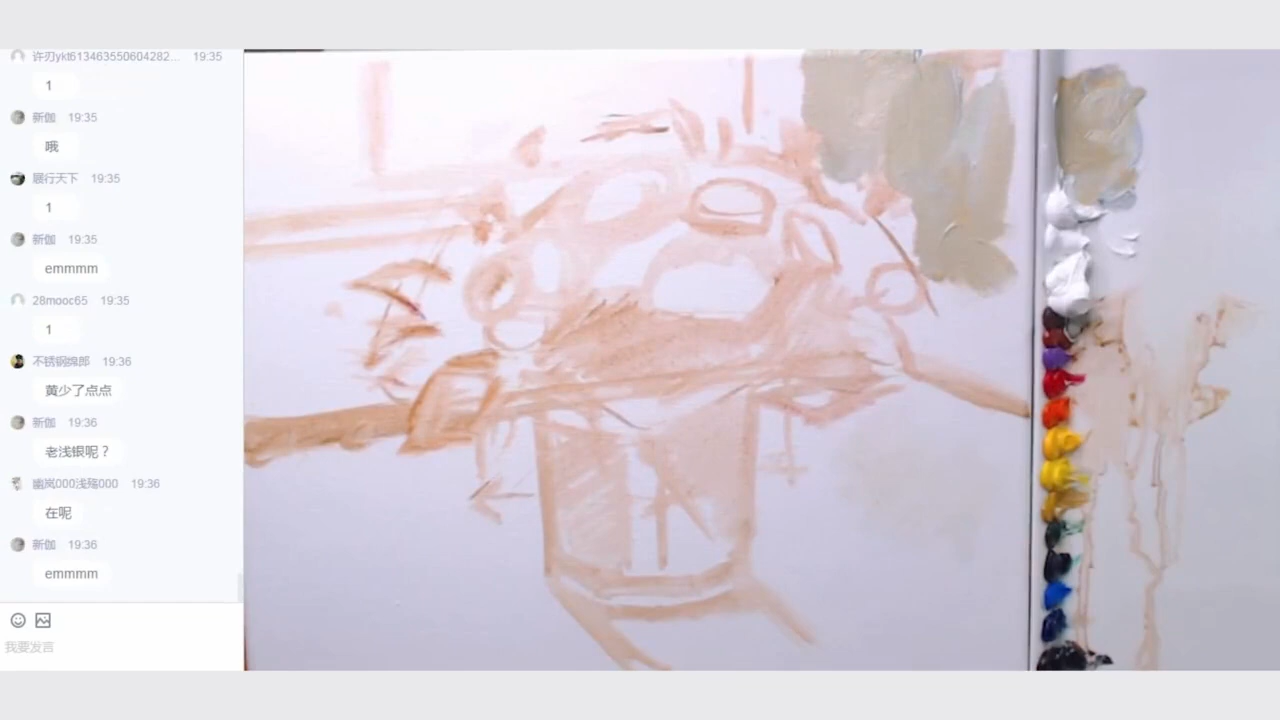 许刃ykt613463550604282... 19:35
1
新伽 19:35
哦
履行天下 19:35
1
新伽 19:35
emmmm
28mooc65 19:35
1
不锈钢绵郎 19:36
黄少了点点
新伽 19:36
老浅银呢？
幽岚000浅殇000 19:36
在呢
新伽 19:36
emmmm
我要发言